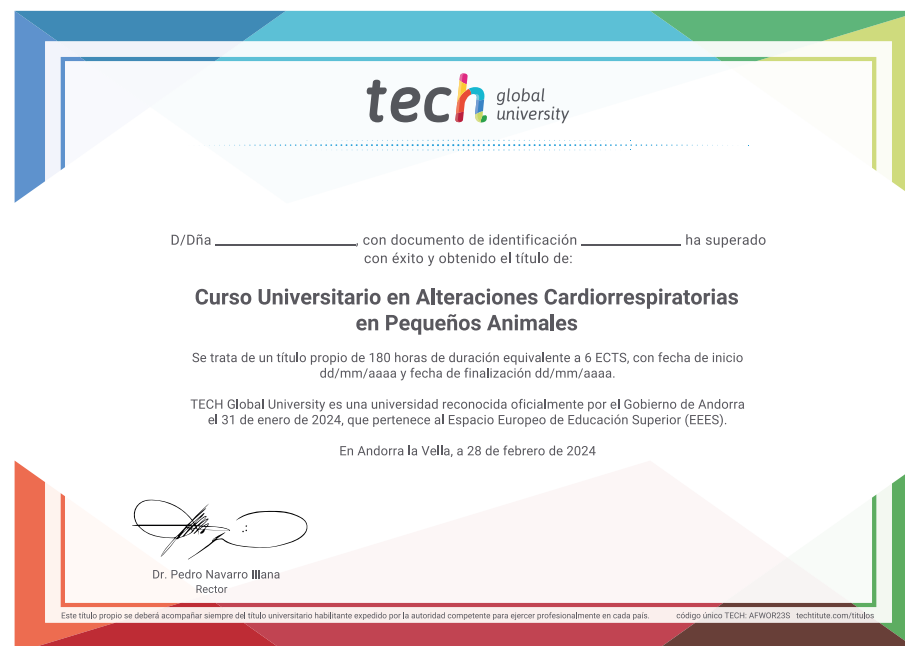 tech global university
D/Dña ________________, con documento de identificación ____________ ha superado
con éxito y obtenido el título de:
Curso Universitario en Alteraciones Cardiorrespiratorias
en Pequeños Animales
Se trata de un título propio de 180 horas de duración equivalente a 6 ECTS, con fecha de inicio
dd/mm/aaaa y fecha de finalización dd/mm/aaaa.
TECH Global University es una universidad reconocida oficialmente por el Gobierno de Andorra
el 31 de enero de 2024, que pertenece al Espacio Europeo de Educación Superior (EEES).
En Andorra la Vella, a 28 de febrero de 2024
Dr. Pedro Navarro Illana
Rector
Este título propio se deberá acompañar siempre del título universitario habilitante expedido por la autoridad competente para ejercer profesionalmente en cada país. código único TECH: AFWOR23S techtitute.com/titulos